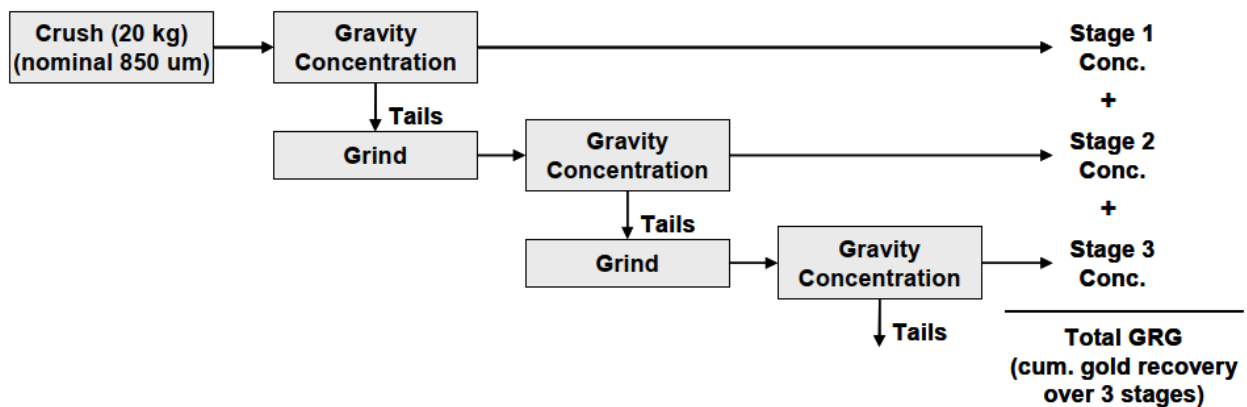 Crush (20 kg)
(nominal 850 um)
Gravity
Concentration
Stage 1
Conc.
+
Tails
Grind
Gravity
Concentration
Stage 2
Conc.
+
Tails
Grind
Gravity
Concentration
Stage 3
Conc.
Tails
Total GRG
(cum. gold recovery
over 3 stages)